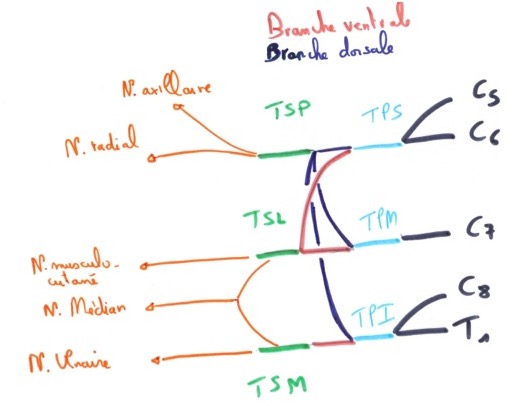 Branche ventrale
Branche dorsale
N. axillaire
TSP
TPS
C5
C6
N. radial
TSL
TPM
C7
N. musculo-
cutané
N. Médian
C8
TPI
T1
N. Unaire
TSM